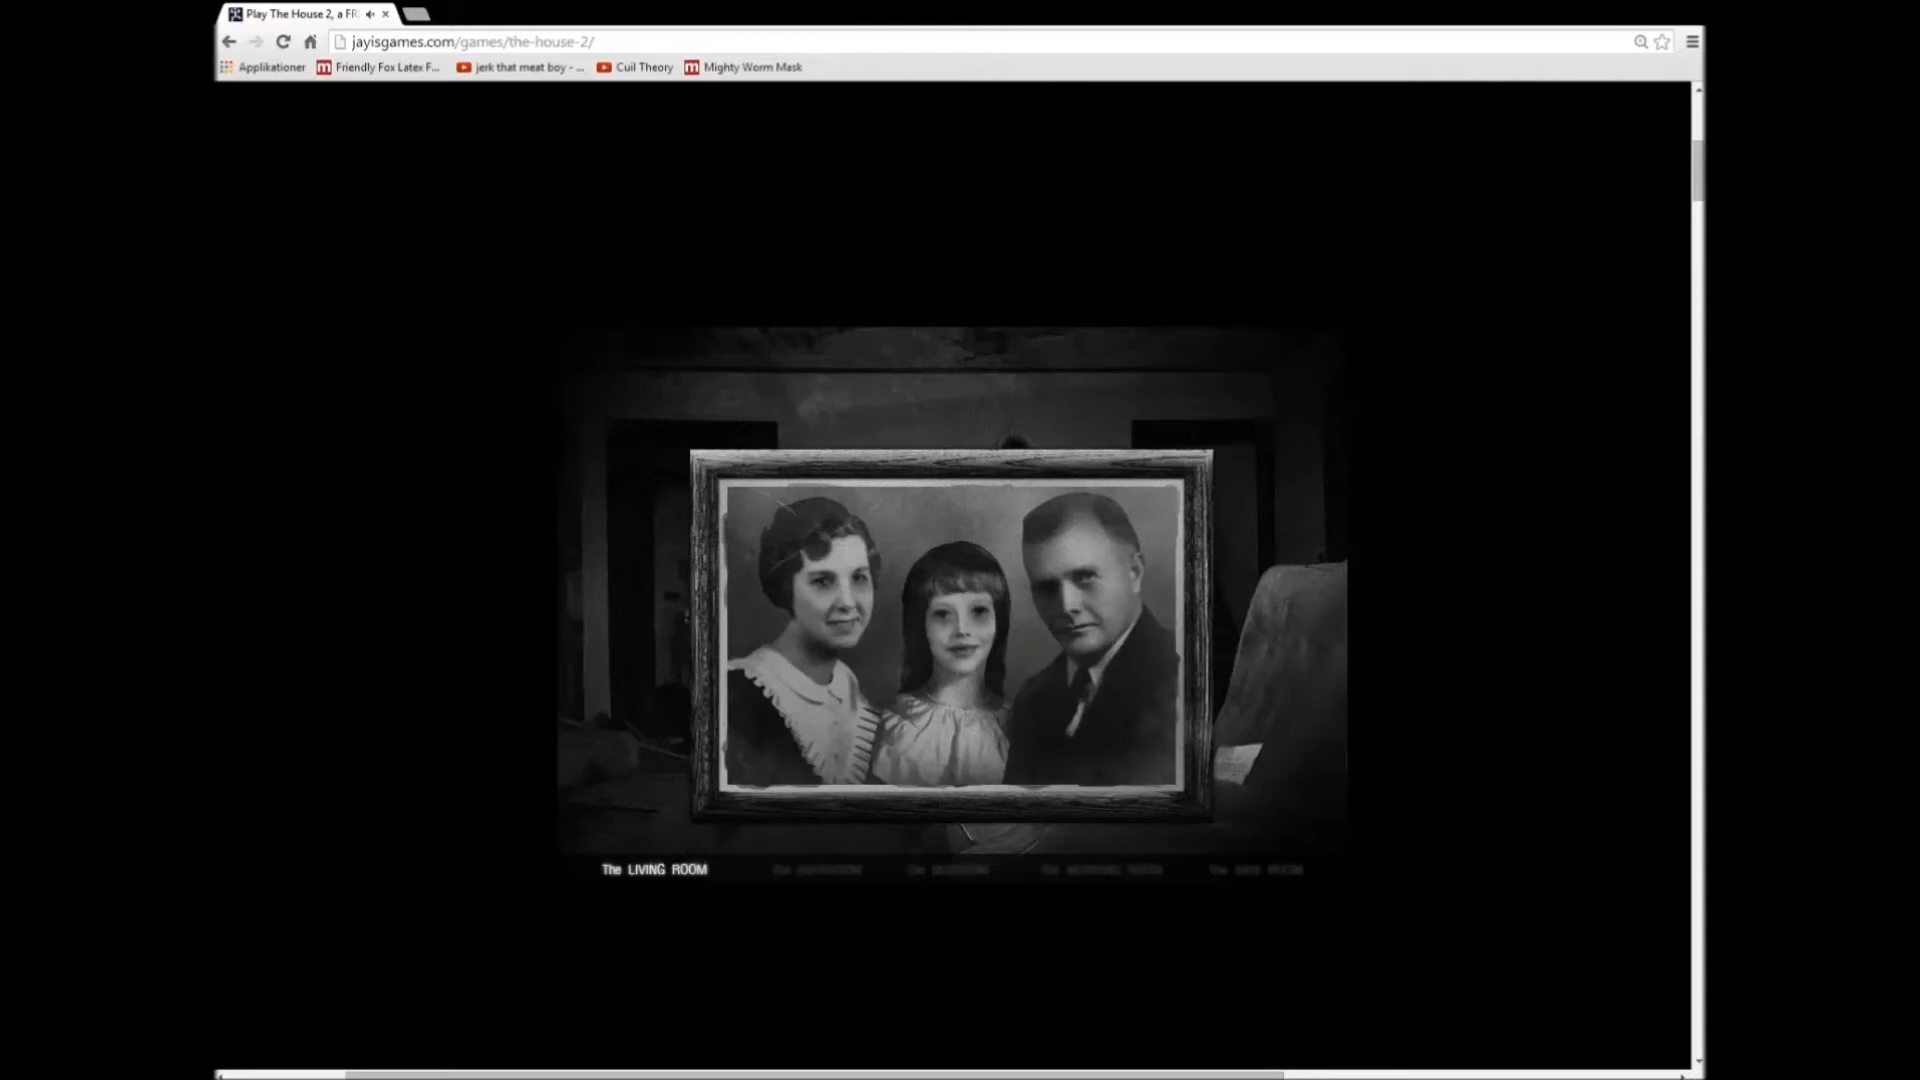 Play The House 2, a FR
jayisgames.com/games/the-house-2/
Applikationer Friendly Fox Latex F... jerk that meat boy - ... Cuil Theory Mighty Worm Mask
The LIVING ROOM